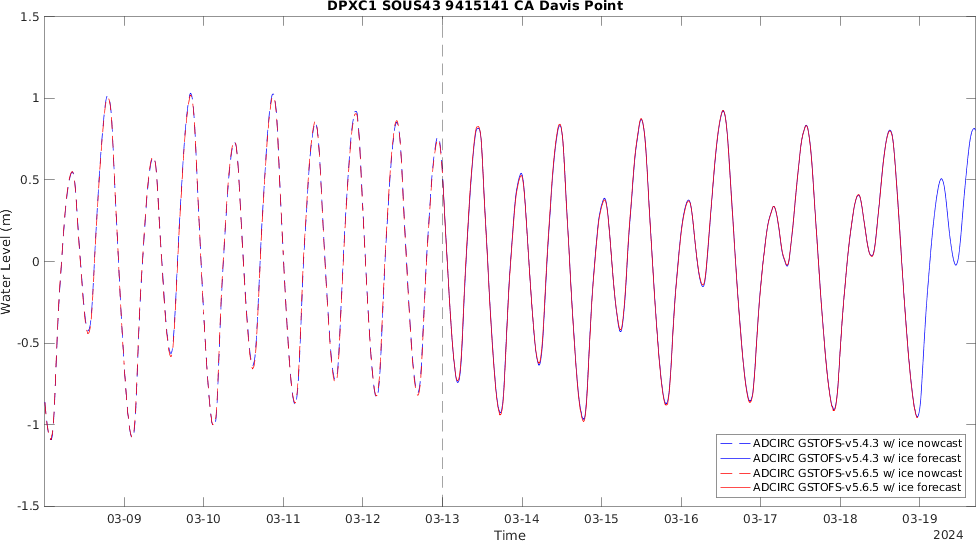 DPXC1 SOUS43 9415141 CA Davis Point
1.5
1
0.5
0
-0.5
-1
-1.5
Water Level (m)
03-09 03-10 03-11 03-12 03-13 03-14 03-15 03-16 03-17 03-18 03-19
Time
2024
ADCIRC GSTOFS-v5.4.3 w/ ice nowcast
ADCIRC GSTOFS-v5.4.3 w/ ice forecast
ADCIRC GSTOFS-v5.6.5 w/ ice nowcast
ADCIRC GSTOFS-v5.6.5 w/ ice forecast